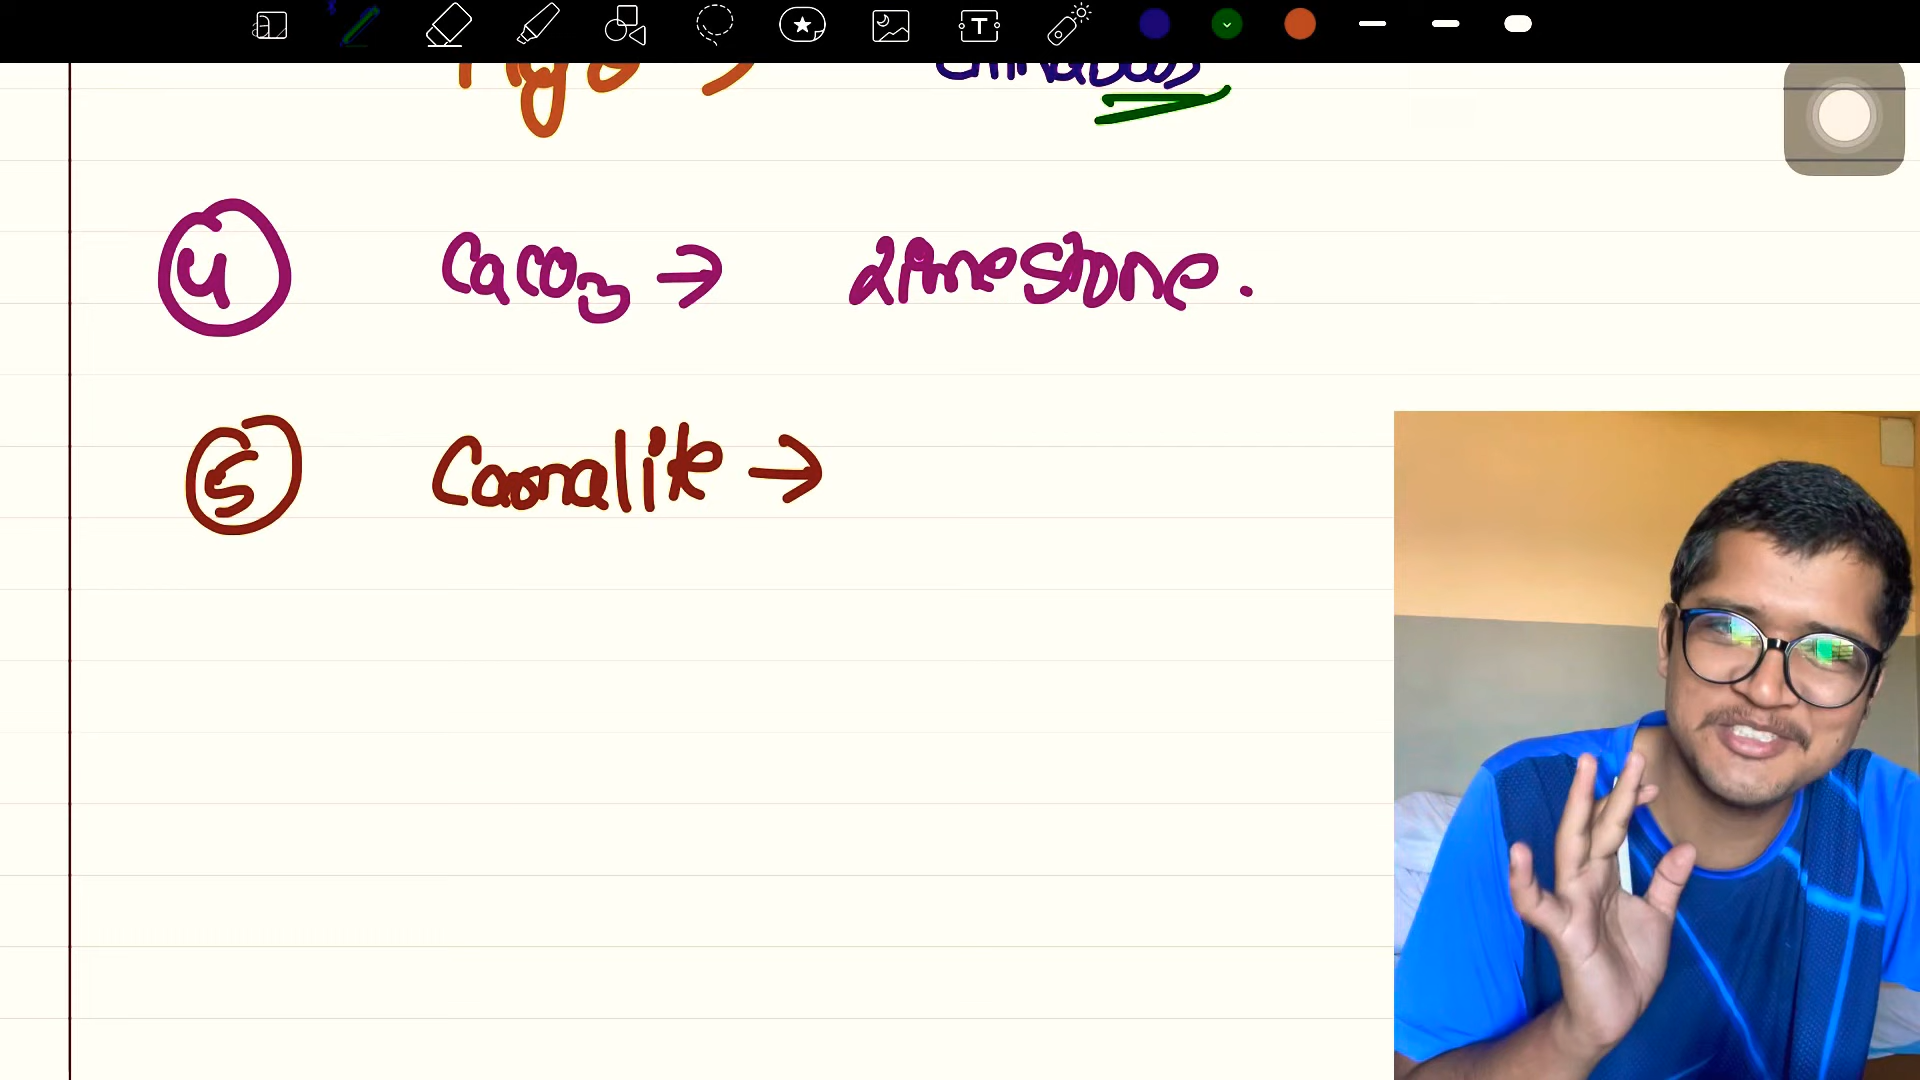 ④ CaCO₃ → Limestone.
⑤ Carnalite →